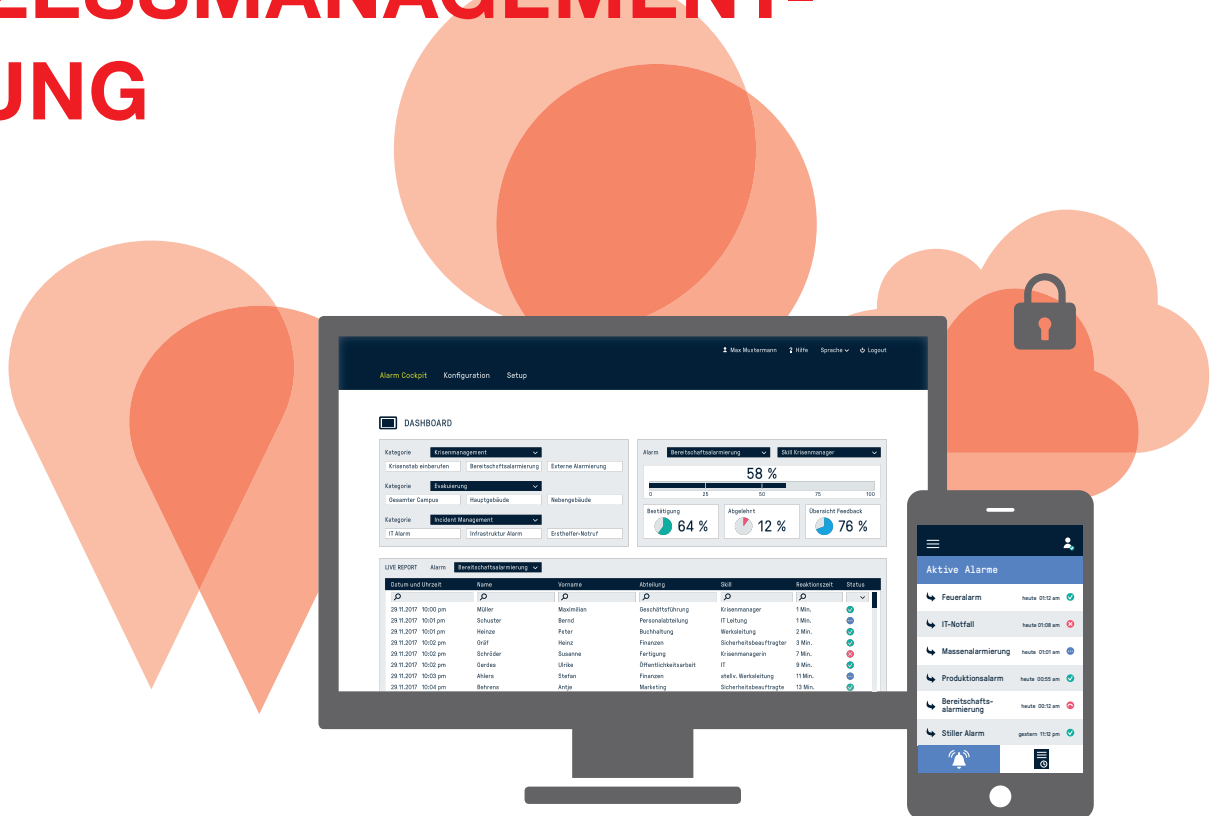 ZESSMANAGEMENT-
UNG
Max Mustermann Hilfe Sprache Logout
Alarm Cockpit Konfiguration Setup
DASHBOARD
Kategorie Krisenmanagement
Krisenstab einberufen Bereitschaftsalarmierung Externe Alarmierung
Kategorie Evakuierung
Gesamter Campus Hauptgebäude Nebengebäude
Kategorie Incident Management
IT Alarm Infrastruktur Alarm Ersthelfer-Notruf
Alarm Bereitschaftsalarmierung Skill Krisenmanager
58 %
0 25 50 75 100
Bestätigung Abgelehrt Übersicht Feedback
64 % 12 % 76 %
LIVE REPORT Alarm Bereitschaftsalarmierung
Datum und Uhrzeit Name Vorname Abteilung Skill Reaktionszeit Status
29.11.2017 10:00 pm Müller Maximilian Geschäftsführung Krisenmanager 1 Min.
29.11.2017 10:01 pm Schuster Bernd Personalabteilung IT Leitung 1 Min.
29.11.2017 10:01 pm Heinze Peter Buchhaltung Werksleitung 2 Min.
29.11.2017 10:02 pm Gräf Heinz Finanzen Sicherheitsbeauftragter 3 Min.
29.11.2017 10:02 pm Schröder Susanne Fertigung Krisenmanagerin 7 Min.
29.11.2017 10:02 pm Gerdes Ulrike Öffentlichkeitsarbeit IT 9 Min.
29.11.2017 10:03 pm Ahlers Stefan Finanzen stellv. Werksleitung 11 Min.
29.11.2017 10:04 pm Behrens Antje Marketing Sicherheitsbeauftragte 13 Min.
Aktive Alarme
Feueralarm heute 01:12 am
IT-Notfall heute 01:08 am
Massenalarmierung heute 01:01 am
Produktionsalarm heute 00:55 am
Bereitschafts-
alarmierung heute 00:12 am
Stiller Alarm gestern 11:12 pm